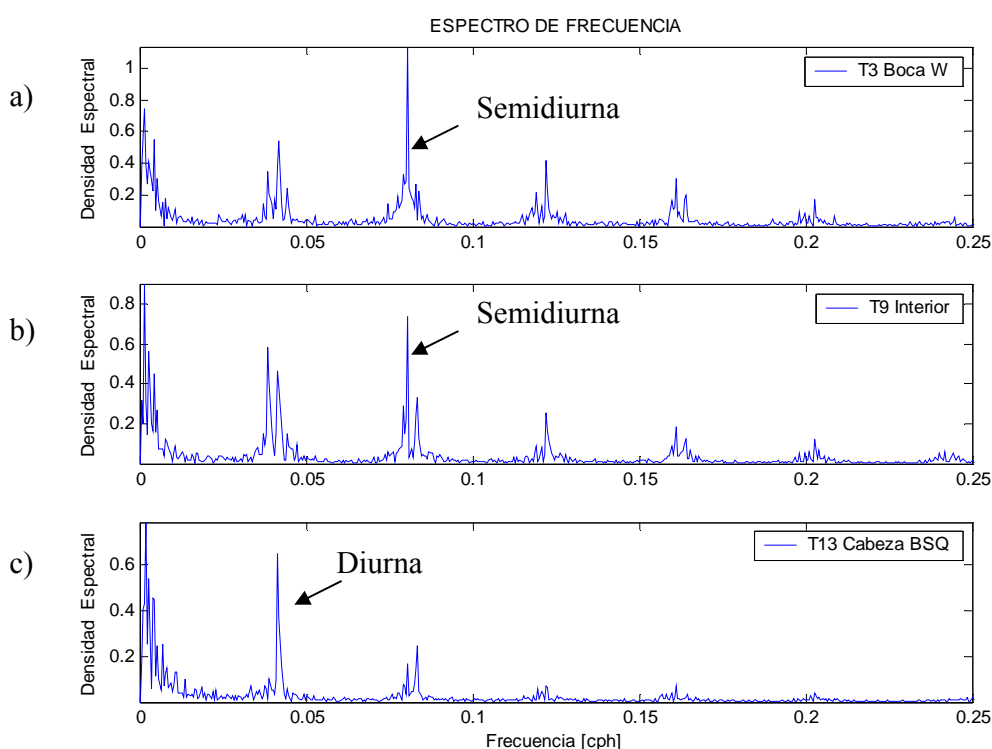 ESPECTRO DE FRECUENCIA
a)
Densidad Espectral
1
0.8
0.6
0.4
0.2
T3 Boca W
Semidiurna
0 0.05 0.1 0.15 0.2 0.25
b)
Densidad Espectral
0.8
0.6
0.4
0.2
T9 Interior
Semidiurna
0 0.05 0.1 0.15 0.2 0.25
c)
Densidad Espectral
0.6
0.4
0.2
T13 Cabeza BSQ
Diurna
0 0.05 0.1 0.15 0.2 0.25
Frecuencia [cph]